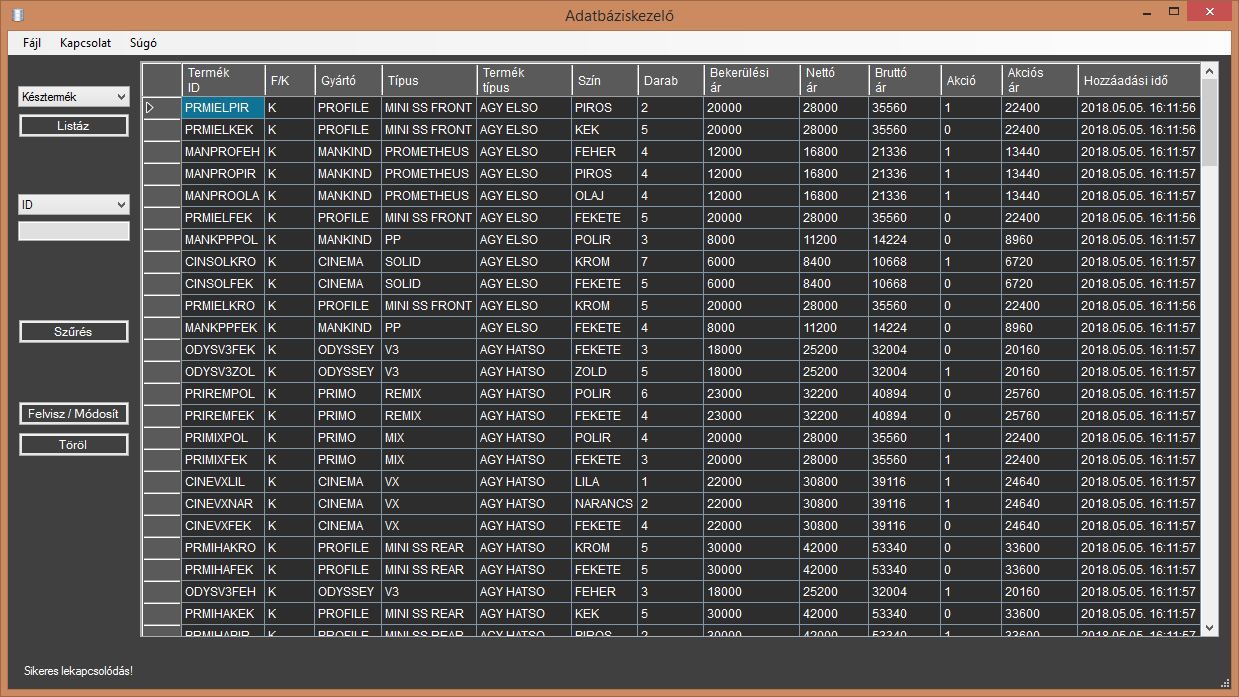 Adatbáziskezelő
Fájl Kapcsolat Súgó
Késztermék
Listáz
ID
Szűrés
Felvisz / Módosít
Töröl
Termék ID F/K Gyártó Típus Termék típus Szín Darab Bekerülési ár Nettó ár Bruttó ár Akció Akciós ár Hozzáadási idő
PRMIELPIR K PROFILE MINI SS FRONT AGY ELSO PIROS 2 20000 28000 35560 1 22400 2018.05.05. 16:11:56
PRMIELKEK K PROFILE MINI SS FRONT AGY ELSO KEK 5 20000 28000 35560 0 22400 2018.05.05. 16:11:56
MANPROFEH K MANKIND PROMETHEUS AGY ELSO FEHER 4 12000 16800 21336 1 13440 2018.05.05. 16:11:57
MANPROPIR K MANKIND PROMETHEUS AGY ELSO PIROS 4 12000 16800 21336 1 13440 2018.05.05. 16:11:57
MANPROOLA K MANKIND PROMETHEUS AGY ELSO OLAJ 4 12000 16800 21336 1 13440 2018.05.05. 16:11:57
PRMIELFEK K PROFILE MINI SS FRONT AGY ELSO FEKETE 5 20000 28000 35560 0 22400 2018.05.05. 16:11:56
MANKPPPOL K MANKIND PP AGY ELSO POLIR 3 8000 11200 14224 0 8960 2018.05.05. 16:11:57
CINSOLKRO K CINEMA SOLID AGY ELSO KROM 7 6000 8400 10668 1 6720 2018.05.05. 16:11:57
CINSOLFEK K CINEMA SOLID AGY ELSO FEKETE 5 6000 8400 10668 0 6720 2018.05.05. 16:11:57
PRMIELKRO K PROFILE MINI SS FRONT AGY ELSO KROM 5 20000 28000 35560 0 22400 2018.05.05. 16:11:56
MANKPPFEK K MANKIND PP AGY ELSO FEKETE 4 8000 11200 14224 0 8960 2018.05.05. 16:11:57
ODYSV3FEK K ODYSSEY V3 AGY HATSO FEKETE 3 18000 25200 32004 0 20160 2018.05.05. 16:11:57
ODYSV3ZOL K ODYSSEY V3 AGY HATSO ZOLD 5 18000 25200 32004 1 20160 2018.05.05. 16:11:57
PRIREMPOL K PRIMO REMIX AGY HATSO POLIR 6 23000 32200 40894 0 25760 2018.05.05. 16:11:57
PRIREMFEK K PRIMO REMIX AGY HATSO FEKETE 4 23000 32200 40894 0 25760 2018.05.05. 16:11:57
PRIMIXPOL K PRIMO MIX AGY HATSO POLIR 4 20000 28000 35560 1 22400 2018.05.05. 16:11:57
PRIMIXFEK K PRIMO MIX AGY HATSO FEKETE 3 20000 28000 35560 1 22400 2018.05.05. 16:11:57
CINEVXLIL K CINEMA VX AGY HATSO LILA 1 22000 30800 39116 1 24640 2018.05.05. 16:11:57
CINEVXNAR K CINEMA VX AGY HATSO NARANCS 2 22000 30800 39116 1 24640 2018.05.05. 16:11:57
CINEVXFEK K CINEMA VX AGY HATSO FEKETE 4 22000 30800 39116 0 24640 2018.05.05. 16:11:57
PRMIHAKRO K PROFILE MINI SS REAR AGY HATSO KROM 5 30000 42000 53340 0 33600 2018.05.05. 16:11:57
PRMIHAFEK K PROFILE MINI SS REAR AGY HATSO FEKETE 5 30000 42000 53340 0 33600 2018.05.05. 16:11:57
ODYSV3FEH K ODYSSEY V3 AGY HATSO FEHER 3 18000 25200 32004 1 20160 2018.05.05. 16:11:57
PRMIHAKEK K PROFILE MINI SS REAR AGY HATSO KEK 5 30000 42000 53340 0 33600 2018.05.05. 16:11:57
PRMIHAPIR K PROFILE MINI SS REAR AGY HATSO PIROS 2 30000 42000 53340 1 33600 2018.05.05. 16:11:57
Sikeres lekapcsolódás!